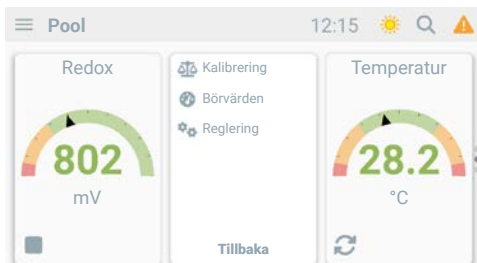 Pool 12:15
Redox
802
mV
Kalibrering
Börvärden
Reglering
Tillbaka
Temperatur
28.2
°C